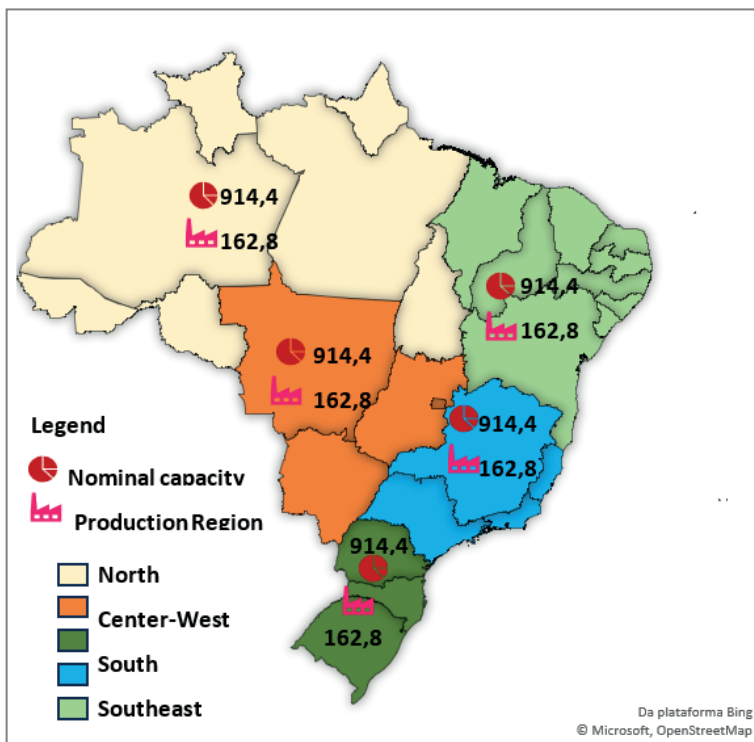 914,4
162,8
914,4
162,8
914,4
162,8
914,4
162,8
Legend
Nominal capacity
Production Region
914,4
162,8
North
Center-West
South
Southeast
Da plataforma Bing
© Microsoft, OpenStreetMap